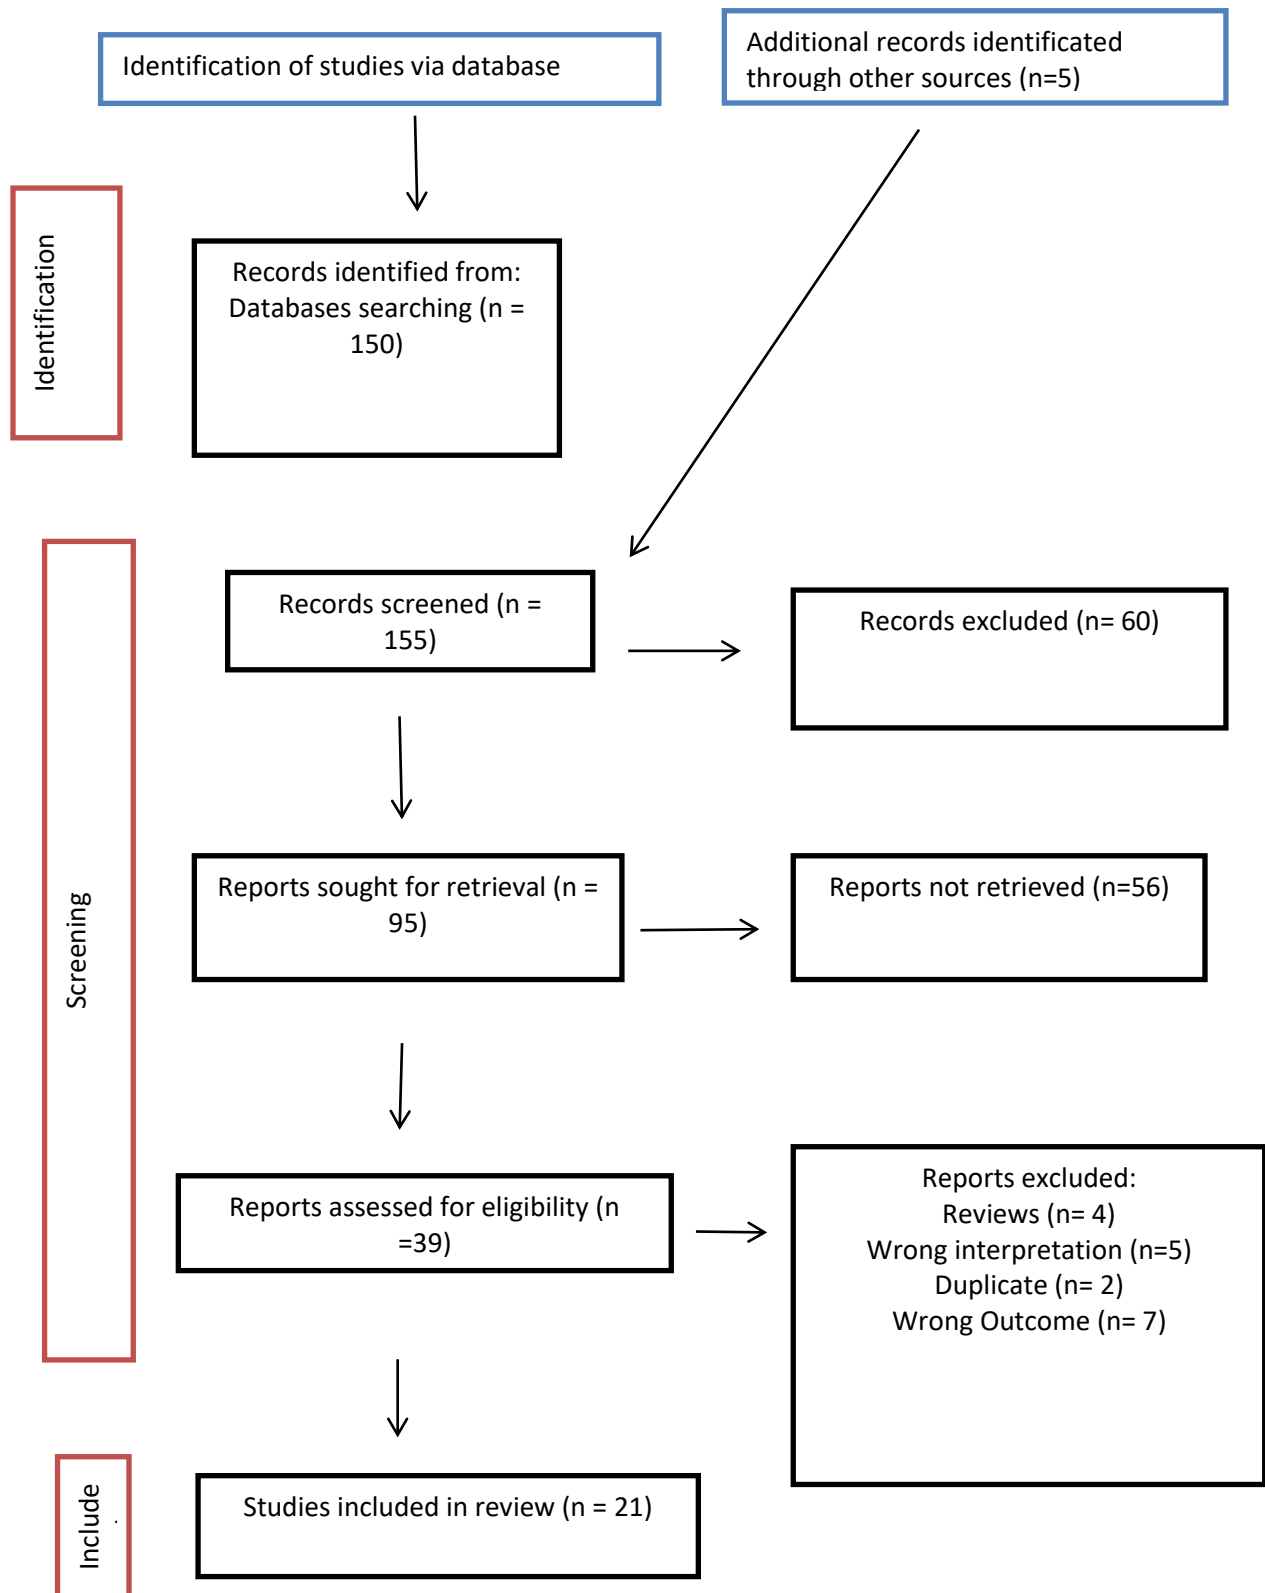 Identification of studies via database
Additional records identificated
through other sources (n=5)
Identification
Records identified from:
Databases searching (n =
150)
Screening
Records screened (n =
155)
Records excluded (n= 60)
Reports sought for retrieval (n =
95)
Reports not retrieved (n=56)
Reports assessed for eligibility (n
=39)
Reports excluded:
Reviews (n= 4)
Wrong interpretation (n=5)
Duplicate (n= 2)
Wrong Outcome (n= 7)
Include
Studies included in review (n = 21)